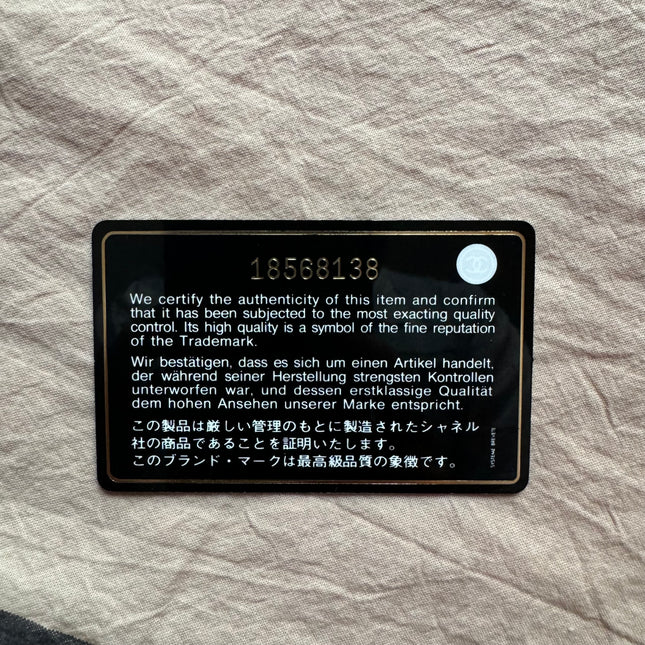 18568138
We certify the authenticity of this item and confirm
that it has been subjected to the most exacting quality
control. Its high quality is a symbol of the fine reputation
of the Trademark.
Wir bestätigen, dass es sich um einen Artikel handelt,
der während seiner Herstellung strengsten Kontrollen
unterworfen war, und dessen erstklassige Qualität
dem hohen Ansehen unserer Marke entspricht.
この製品は厳しい管理のもとに製造されたシャネル
社の商品であることを証明いたします。
このブランド・マークは最高級品質の象徴です。